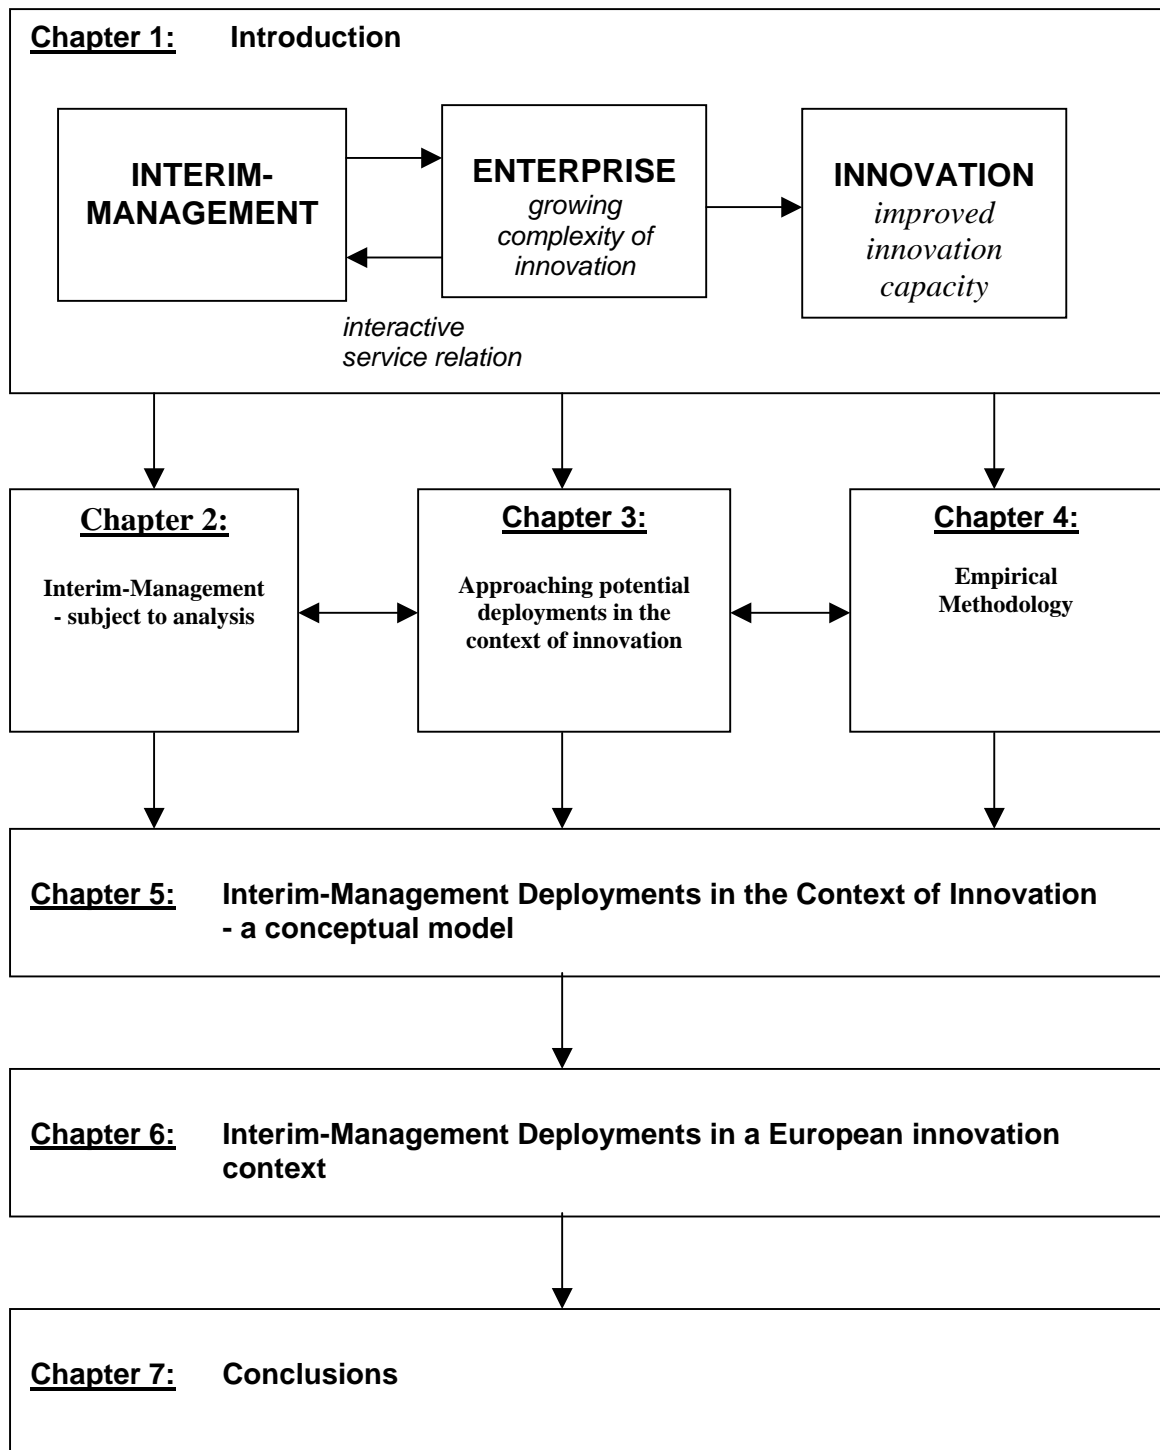 Chapter 1: Introduction
INTERIM-
MANAGEMENT
ENTERPRISE
growing
complexity of
innovation
INNOVATION
improved
innovation
capacity
interactive
service relation
Chapter 2:
Interim-Management
- subject to analysis
Chapter 3:
Approaching potential
deployments in the
context of innovation
Chapter 4:
Empirical
Methodology
Chapter 5: Interim-Management Deployments in the Context of Innovation
- a conceptual model
Chapter 6: Interim-Management Deployments in a European innovation
context
Chapter 7: Conclusions